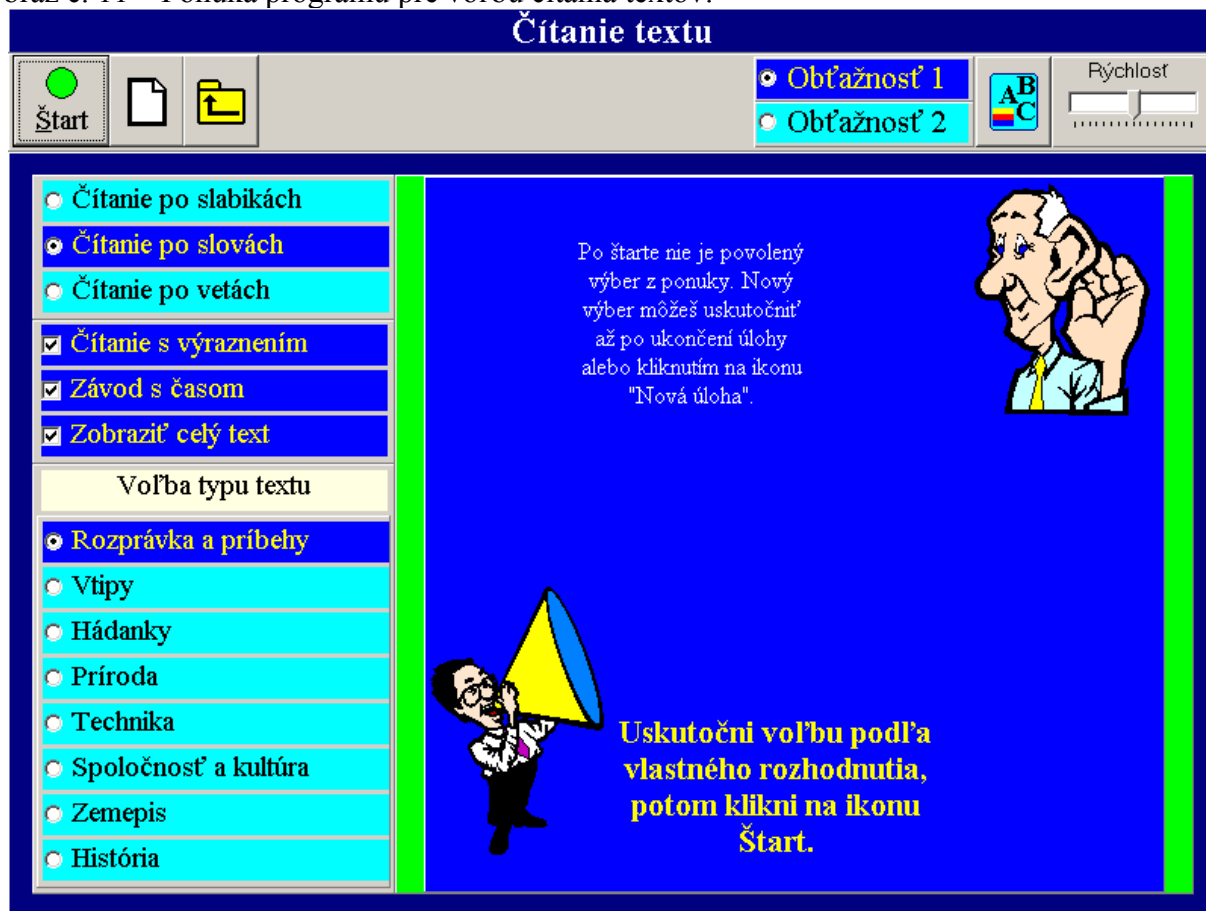 Čítanie textu
Štart
Obťažnosť 1
Obťažnosť 2
A B C
Rýchlosť
Čítanie po slabikách
Čítanie po slovách
Čítanie po vetách
Čítanie s výraznením
Závod s časom
Zobraziť celý text
Voľba typu textu
Rozprávka a príbehy
Vtipy
Hádanky
Príroda
Technika
Spoločnosť a kultúra
Zemepis
História
Po štarte nie je povolený
výber z ponuky. Nový
výber môžeš uskutočniť
až po ukončení úlohy
alebo kliknutím na ikonu
"Nová úloha".
Uskutočni voľbu podľa
vlastného rozhodnutia,
potom klikni na ikonu
Štart.